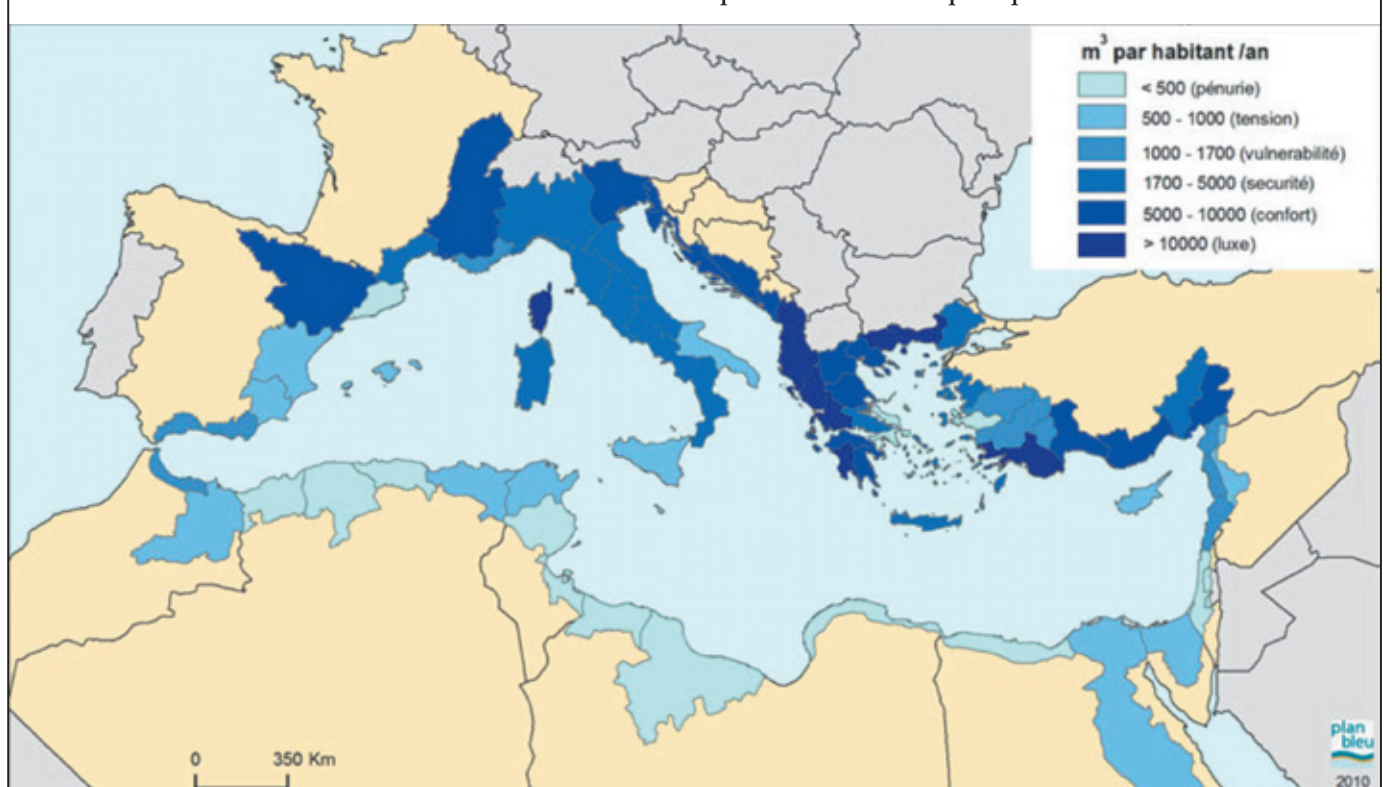 m³ par habitant /an
< 500 (pénurie)
500 - 1000 (tension)
1000 - 1700 (vulnerabilité)
1700 - 5000 (securité)
5000 - 10000 (confort)
> 10000 (luxe)
0 350 Km
plan
bleu
2010